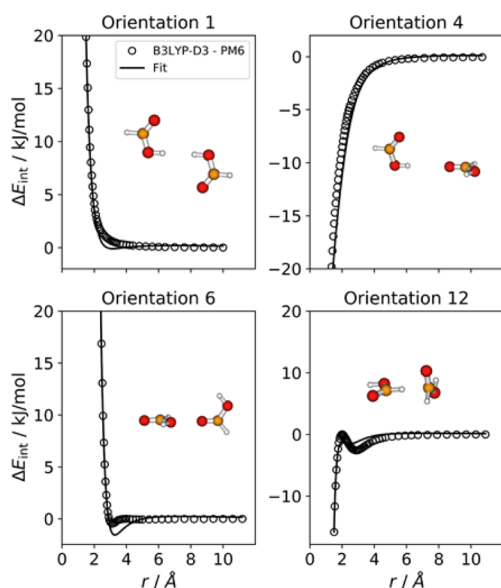 Orientation 1
Orientation 4
20
15
10
5
0
ΔE_int / kJ/mol
B3LYP-D3 - PM6
Fit
0
−5
−10
−15
−20
Orientation 6
Orientation 12
20
15
10
5
0
ΔE_int / kJ/mol
0 2 4 6 8 10
r / Å
20
10
0
−10
0 2 4 6 8 10
r / Å